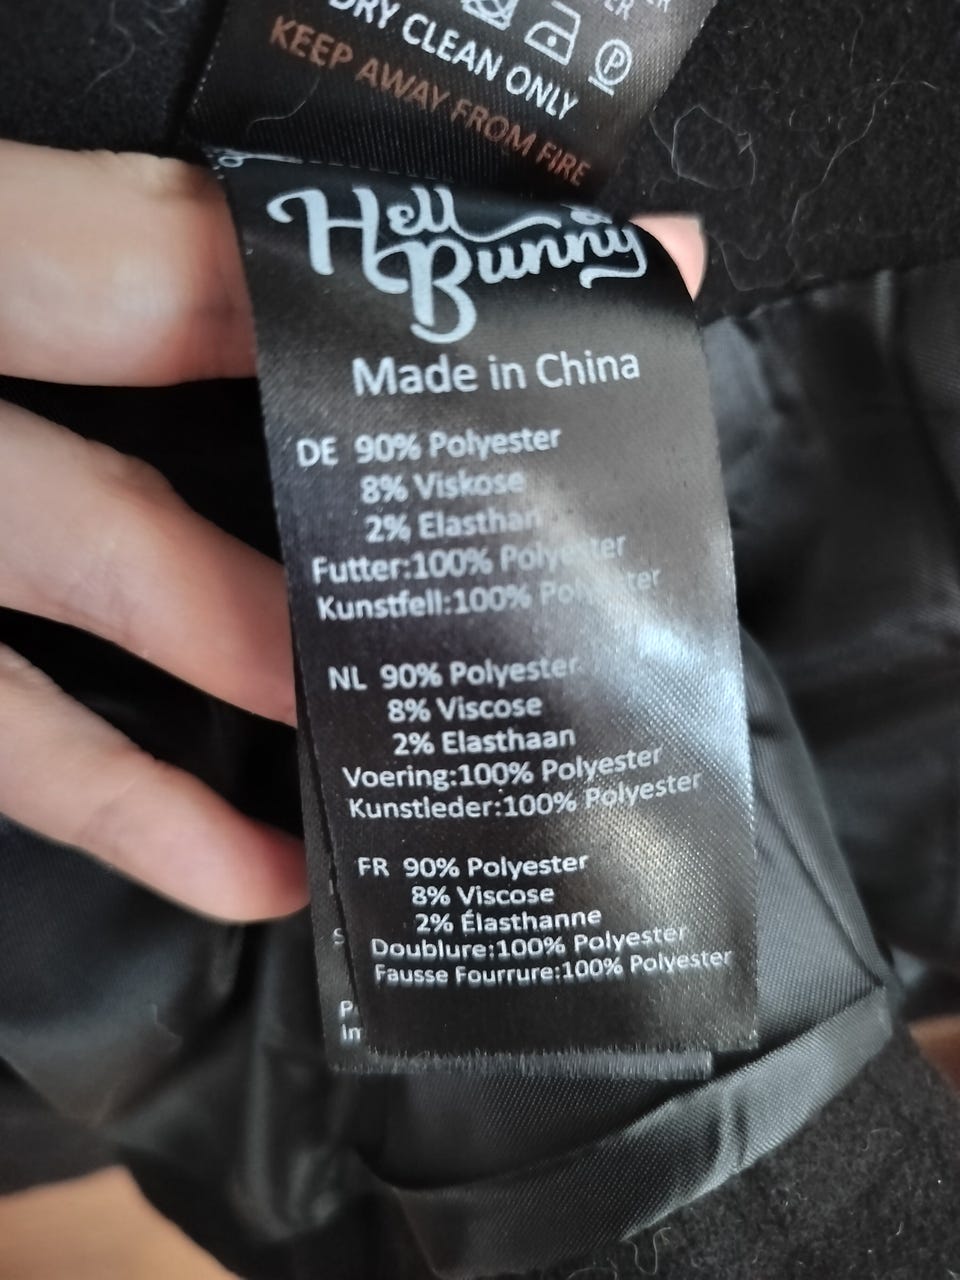 DRY CLEAN ONLY
KEEP AWAY FROM FIRE
Hell
Bunny
Made in China
DE 90% Polyester
8% Viskose
2% Elasthan
Futter:100% Polyester
Kunstfell:100% Polyester
NL 90% Polyester
8% Viscose
2% Elasthaan
Voering:100% Polyester
Kunstleder:100% Polyester
FR 90% Polyester
8% Viscose
2% Élasthanne
Doublure:100% Polyester
Fausse Fourrure:100% Polyester